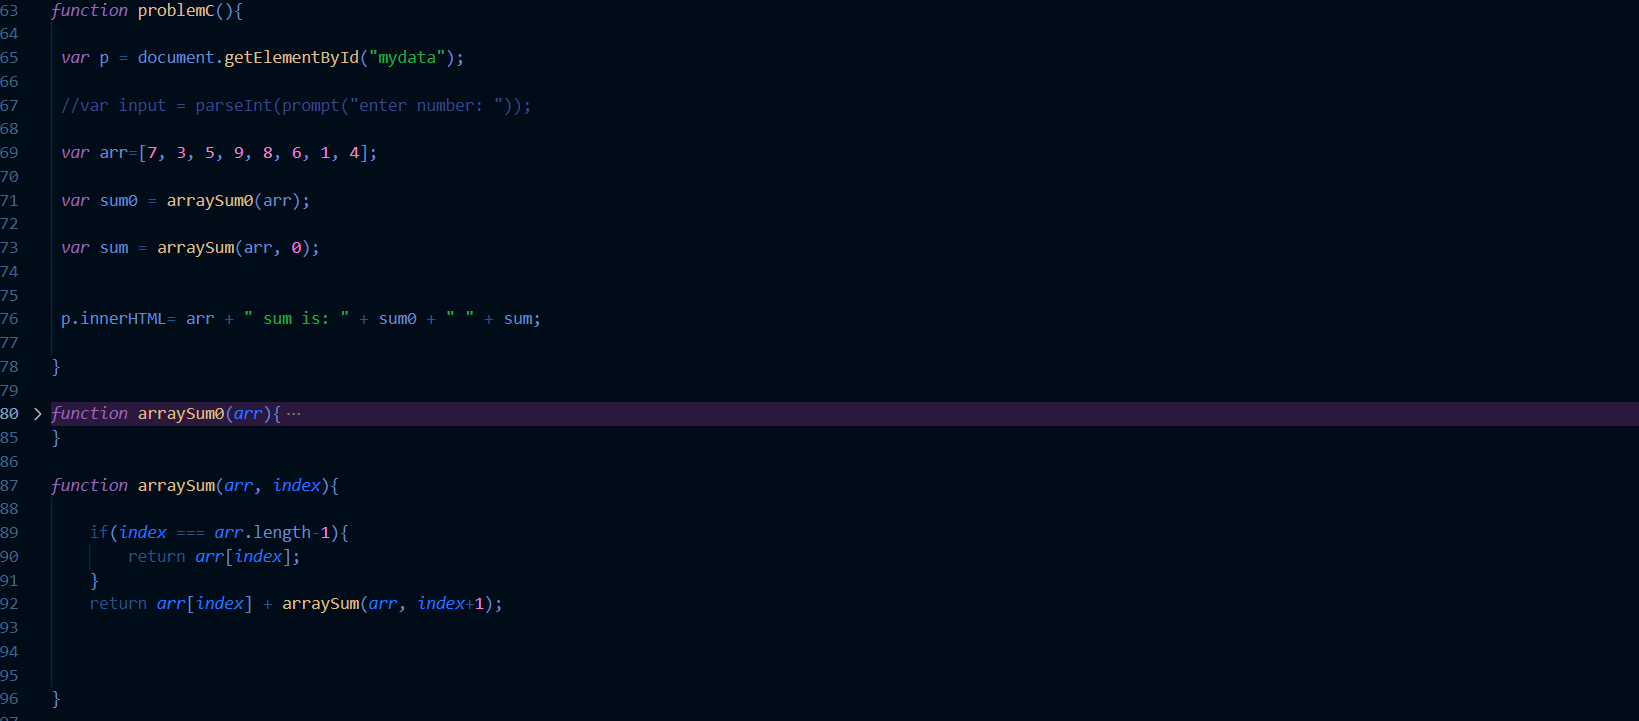 63 function problemC(){
64
65 var p = document.getElementById("mydata");
66
67 //var input = parseInt(prompt("enter number: "));
68
69 var arr=[7, 3, 5, 9, 8, 6, 1, 4];
70
71 var sum0 = arraySum0(arr);
72
73 var sum = arraySum(arr, 0);
74
75
76 p.innerHTML= arr + " sum is: " + sum0 + " " + sum;
77
78 }
79
80 > function arraySum0(arr){ ···
85 }
86
87 function arraySum(arr, index){
88
89 if(index === arr.length-1){
90 return arr[index];
91 }
92 return arr[index] + arraySum(arr, index+1);
93
94
95
96 }
97